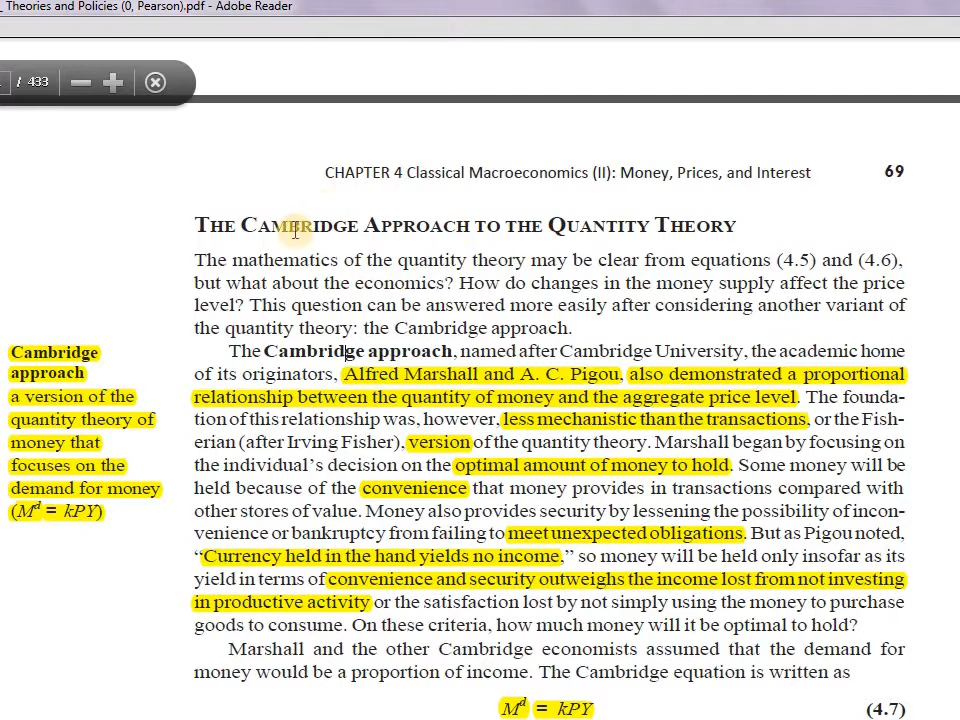 _ Theories and Policies (0, Pearson).pdf - Adobe Reader
/ 433
CHAPTER 4 Classical Macroeconomics (II): Money, Prices, and Interest 69
THE CAMBRIDGE APPROACH TO THE QUANTITY THEORY
The mathematics of the quantity theory may be clear from equations (4.5) and (4.6),
but what about the economics? How do changes in the money supply affect the price
level? This question can be answered more easily after considering another variant of
the quantity theory: the Cambridge approach.
The Cambridge approach, named after Cambridge University, the academic home
of its originators, Alfred Marshall and A. C. Pigou, also demonstrated a proportional
relationship between the quantity of money and the aggregate price level. The founda-
tion of this relationship was, however, less mechanistic than the transactions, or the Fish-
erian (after Irving Fisher), version of the quantity theory. Marshall began by focusing on
the individual's decision on the optimal amount of money to hold. Some money will be
held because of the convenience that money provides in transactions compared with
other stores of value. Money also provides security by lessening the possibility of incon-
venience or bankruptcy from failing to meet unexpected obligations. But as Pigou noted,
“Currency held in the hand yields no income,” so money will be held only insofar as its
yield in terms of convenience and security outweighs the income lost from not investing
in productive activity or the satisfaction lost by not simply using the money to purchase
goods to consume. On these criteria, how much money will it be optimal to hold?
Marshall and the other Cambridge economists assumed that the demand for
money would be a proportion of income. The Cambridge equation is written as
Mᵈ = kPY (4.7)
Cambridge
approach
a version of the
quantity theory of
money that
focuses on the
demand for money
(Mᵈ = kPY)